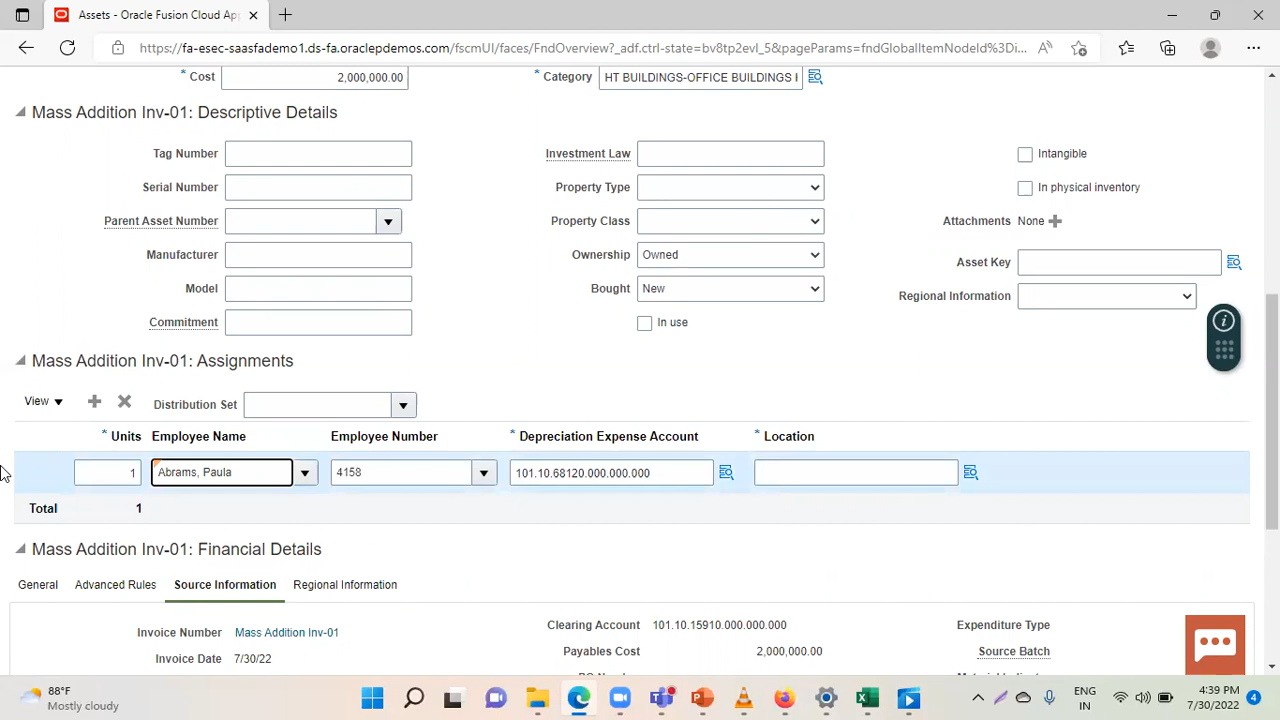 Assets - Oracle Fusion Cloud Ap
https://fa-esec-saasfademo1.ds-fa.oraclepdemos.com/fscmUI/faces/FndOverview?_adf.ctrl-state=bv8tp2evl_5&pageParams=fndGlobalItemNodeId%3Di...
* Cost 2,000,000.00 * Category HT BUILDINGS-OFFICE BUILDINGS
Mass Addition Inv-01: Descriptive Details
Tag Number Investment Law Intangible
Serial Number Property Type In physical inventory
Parent Asset Number Property Class Attachments None
Manufacturer Ownership Owned Asset Key
Model Bought New Regional Information
Commitment In use
Mass Addition Inv-01: Assignments
View Distribution Set
* Units Employee Name Employee Number * Depreciation Expense Account * Location
1 Abrams, Paula 4158 101.10.68120.000.000.000
Total 1
Mass Addition Inv-01: Financial Details
General Advanced Rules Source Information Regional Information
Invoice Number Mass Addition Inv-01 Clearing Account 101.10.15910.000.000.000 Expenditure Type
Invoice Date 7/30/22 Payables Cost 2,000,000.00 Source Batch
88°F
Mostly cloudy
ENG
IN
4:39 PM
7/30/2022
4